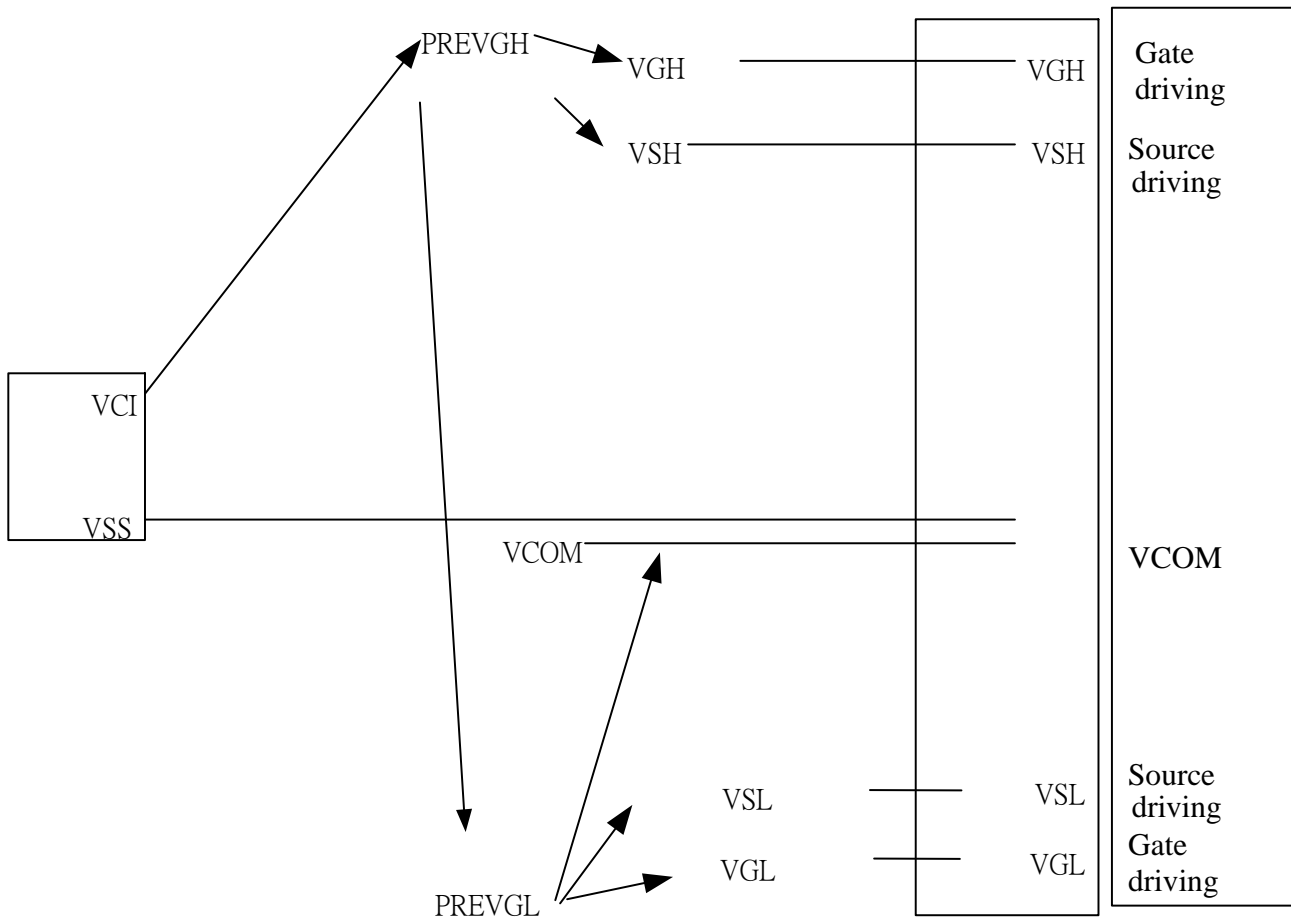 PREVGH
VGH
VGH
Gate
driving
VSH
VSH
Source
driving
VCI
VSS
VCOM
VCOM
VSL
VSL
Source
driving
VGL
VGL
Gate
driving
PREVGL